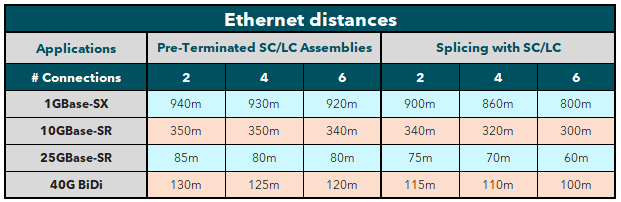 Ethernet distances
Applications Pre-Terminated SC/LC Assemblies Splicing with SC/LC
# Connections 2 4 6 2 4 6
1GBase-SX 940m 930m 920m 900m 860m 800m
10GBase-SR 350m 350m 340m 340m 320m 300m
25GBase-SR 85m 80m 80m 75m 70m 60m
40G BiDi 130m 125m 120m 115m 110m 100m